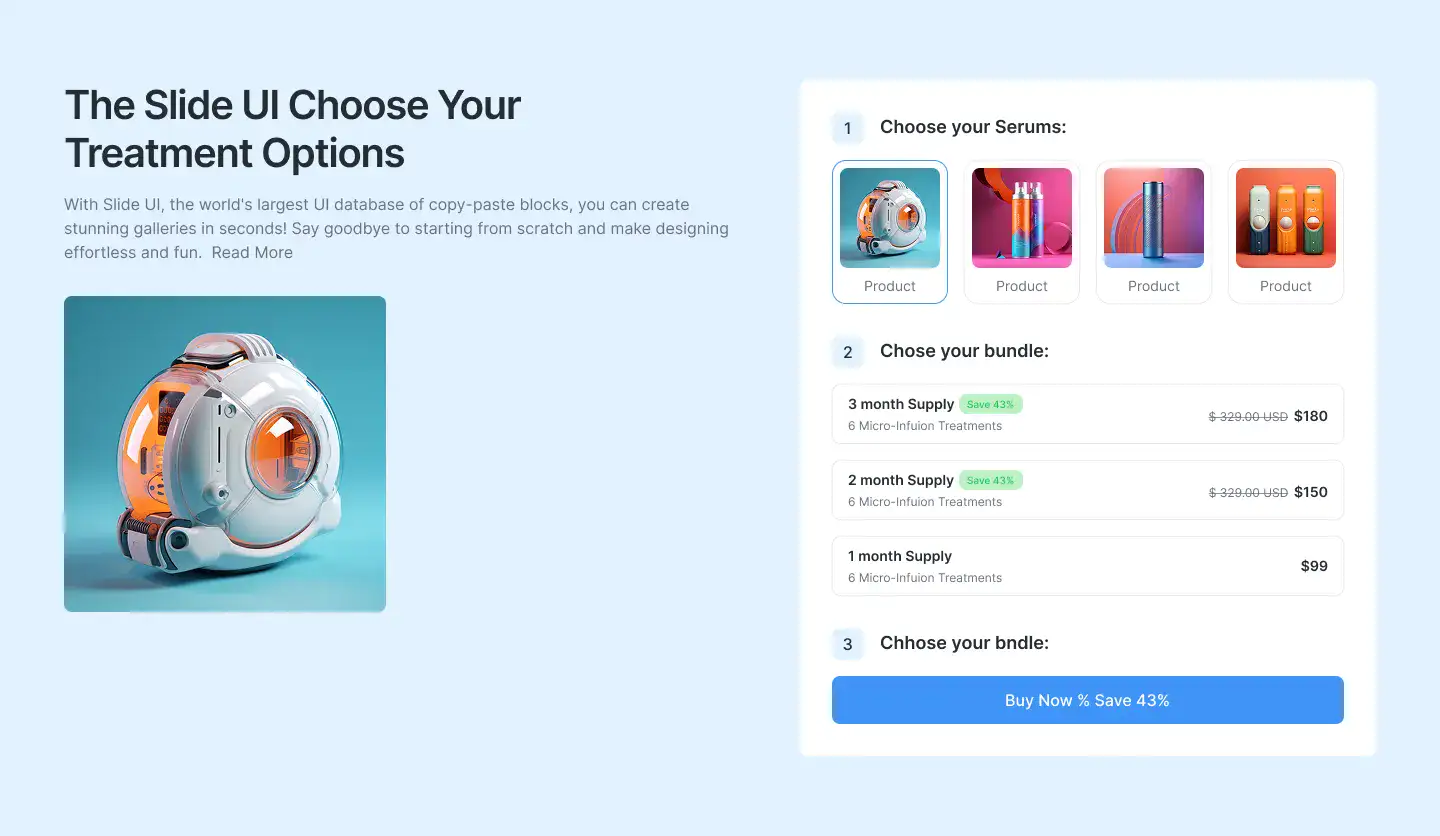 The Slide UI Choose Your
Treatment Options
With Slide UI, the world's largest UI database of copy-paste blocks, you can create
stunning galleries in seconds! Say goodbye to starting from scratch and make designing
effortless and fun.  Read More
1
Choose your Serums:
Product
Product
Product
Product
2
Chose your bundle:
3 month Supply Save 43%
6 Micro-Infuion Treatments
$ 329.00 USD $180
2 month Supply Save 43%
6 Micro-Infuion Treatments
$ 329.00 USD $150
1 month Supply
6 Micro-Infuion Treatments
$99
3
Chhose your bndle:
Buy Now % Save 43%